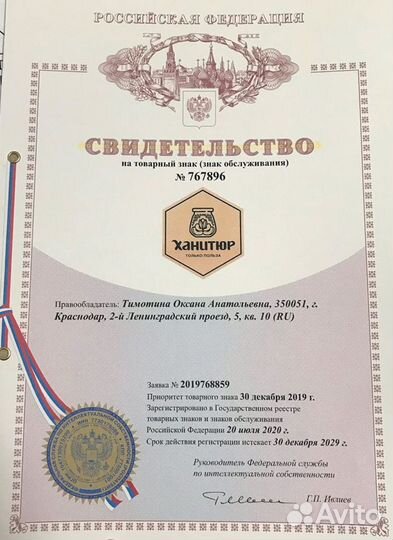 РОССИЙСКАЯ ФЕДЕРАЦИЯ
СВИДЕТЕЛЬСТВО
на товарный знак (знак обслуживания)
№ 767896
ХАНИТЮР
ТОЛЬКО ПОЛЬЗА
Правообладатель: Тимотина Оксана Анатольевна, 350051, г.
Краснодар, 2-й Ленинградский проезд, 5, кв. 10 (RU)
Заявка № 2019768859
Приоритет товарного знака 30 декабря 2019 г.
Зарегистрировано в Государственном реестре
товарных знаков и знаков обслуживания
Российской Федерации 20 июля 2020 г.
Срок действия регистрации истекает 30 декабря 2029 г.
Руководитель Федеральной службы
по интеллектуальной собственности
Г.П. Ивлиев
Avito